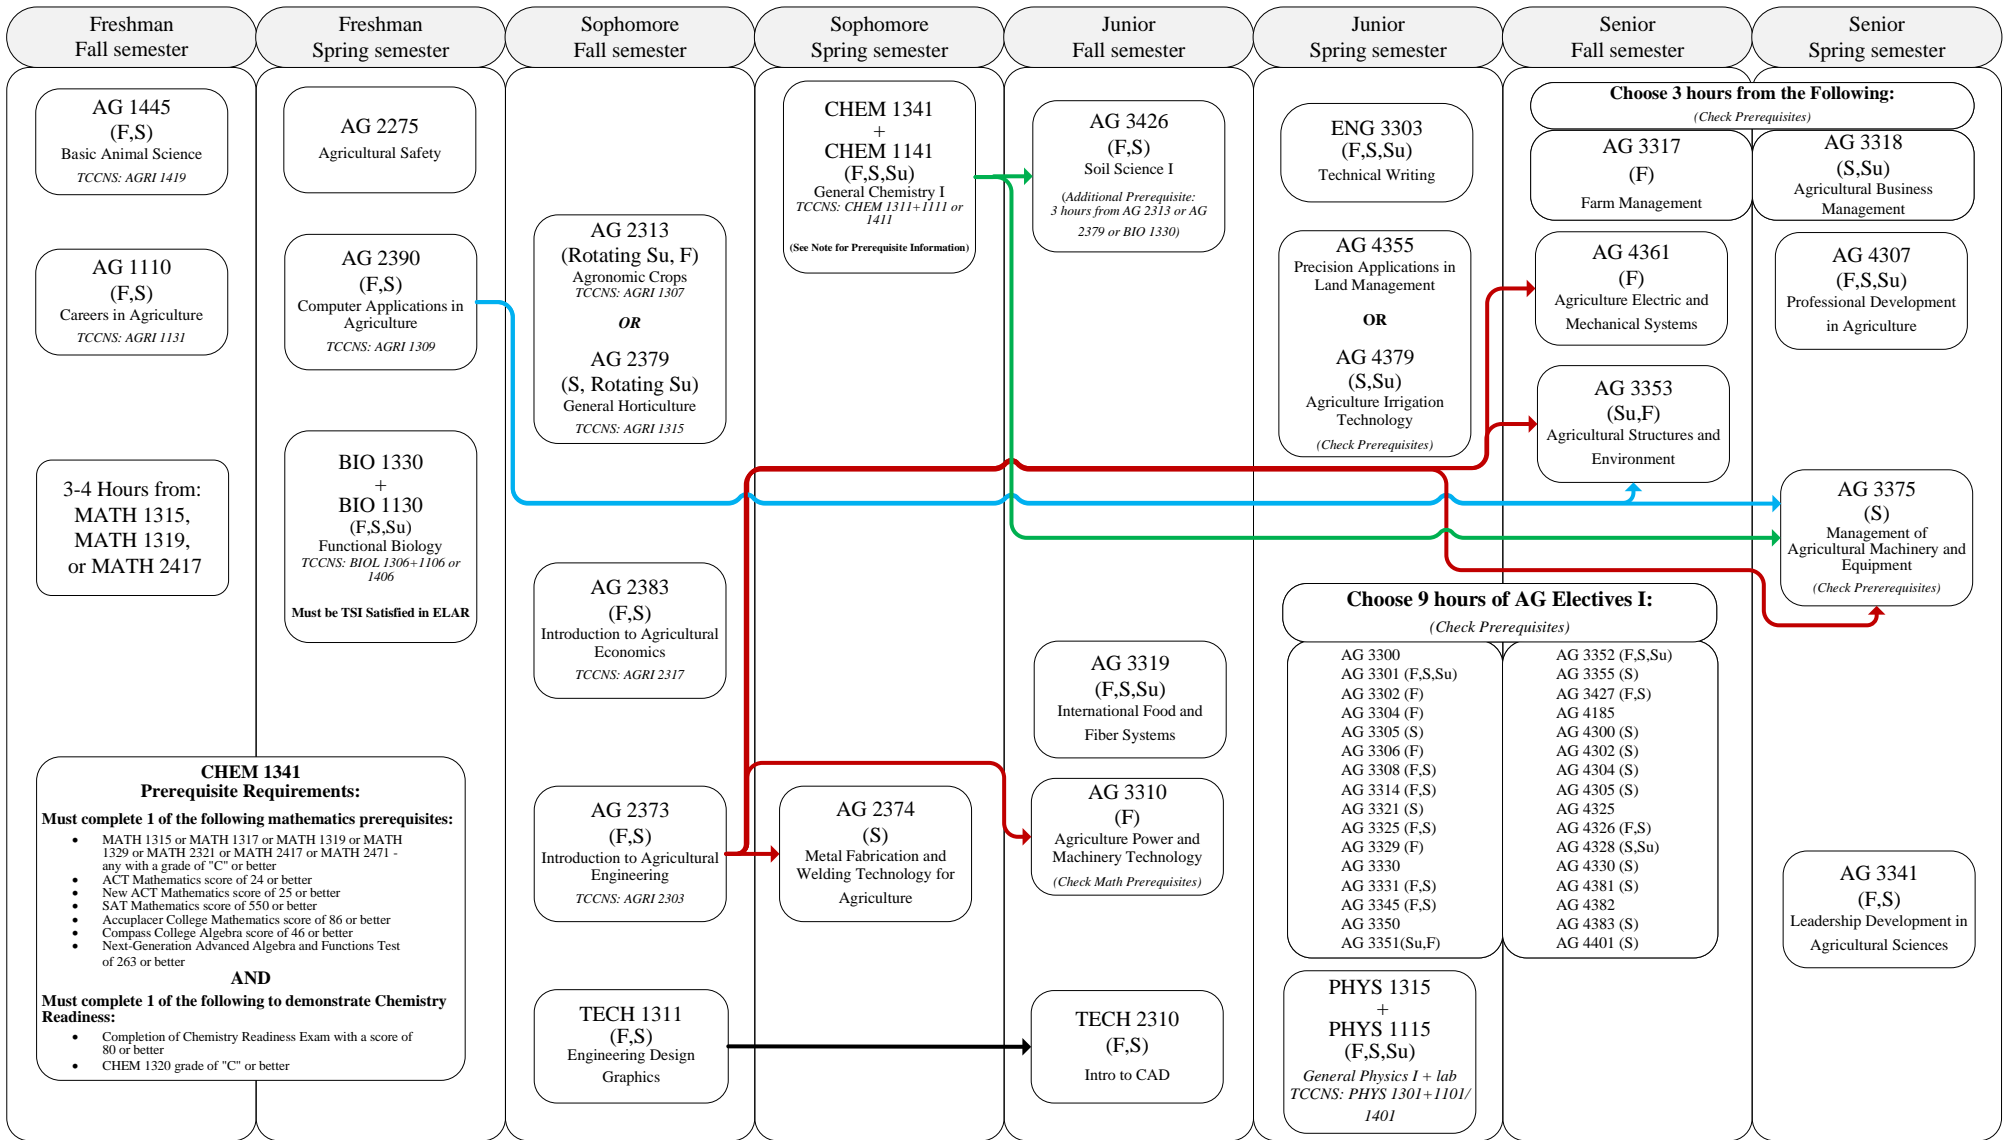 Freshman
Fall semester
Freshman
Spring semester
Sophomore
Fall semester
Sophomore
Spring semester
Junior
Fall semester
Junior
Spring semester
Senior
Fall semester
Senior
Spring semester
AG 1445
(F,S)
Basic Animal Science
TCCNS: AGRI 1419
AG 1110
(F,S)
Careers in Agriculture
TCCNS: AGRI 1131
3-4 Hours from:
MATH 1315,
MATH 1319,
or MATH 2417
CHEM 1341
Prerequisite Requirements:
Must complete 1 of the following mathematics prerequisites:
• MATH 1315 or MATH 1317 or MATH 1319 or MATH
1329 or MATH 2321 or MATH 2417 or MATH 2471 -
any with a grade of "C" or better
• ACT Mathematics score of 24 or better
• New ACT Mathematics score of 25 or better
• SAT Mathematics score of 550 or better
• Accuplacer College Mathematics score of 86 or better
• Compass College Algebra score of 46 or better
• Next-Generation Advanced Algebra and Functions Test
of 263 or better
AND
Must complete 1 of the following to demonstrate Chemistry
Readiness:
• Completion of Chemistry Readiness Exam with a score of
80 or better
• CHEM 1320 grade of "C" or better
AG 2275
Agricultural Safety
AG 2390
(F,S)
Computer Applications in
Agriculture
TCCNS: AGRI 1309
BIO 1330
+
BIO 1130
(F,S,Su)
Functional Biology
TCCNS: BIOL 1306+1106 or
1406
Must be TSI Satisfied in ELAR
AG 2313
(Rotating Su, F)
Agronomic Crops
TCCNS: AGRI 1307
OR
AG 2379
(S, Rotating Su)
General Horticulture
TCCNS: AGRI 1315
AG 2383
(F,S)
Introduction to Agricultural
Economics
TCCNS: AGRI 2317
AG 2373
(F,S)
Introduction to Agricultural
Engineering
TCCNS: AGRI 2303
TECH 1311
(F,S)
Engineering Design
Graphics
CHEM 1341
+
CHEM 1141
(F,S,Su)
General Chemistry I
TCCNS: CHEM 1311+1111 or
1411
(See Note for Prerequisite Information)
AG 2374
(S)
Metal Fabrication and
Welding Technology for
Agriculture
AG 3426
(F,S)
Soil Science I
(Additional Prerequisite:
3 hours from AG 2313 or AG
2379 or BIO 1330)
AG 3319
(F,S,Su)
International Food and
Fiber Systems
AG 3310
(F)
Agriculture Power and
Machinery Technology
(Check Math Prerequisites)
TECH 2310
(F,S)
Intro to CAD
ENG 3303
(F,S,Su)
Technical Writing
AG 4355
Precision Applications in
Land Management
OR
AG 4379
(S,Su)
Agriculture Irrigation
Technology
(Check Prerequisites)
Choose 9 hours of AG Electives I:
(Check Prerequisites)
AG 3300
AG 3301 (F,S,Su)
AG 3302 (F)
AG 3304 (F)
AG 3305 (S)
AG 3306 (F)
AG 3308 (F,S)
AG 3314 (F,S)
AG 3321 (S)
AG 3325 (F,S)
AG 3329 (F)
AG 3330
AG 3331 (F,S)
AG 3345 (F,S)
AG 3350
AG 3351(Su,F)
AG 3352 (F,S,Su)
AG 3355 (S)
AG 3427 (F,S)
AG 4185
AG 4300 (S)
AG 4302 (S)
AG 4304 (S)
AG 4305 (S)
AG 4325
AG 4326 (F,S)
AG 4328 (S,Su)
AG 4330 (S)
AG 4381 (S)
AG 4382
AG 4383 (S)
AG 4401 (S)
PHYS 1315
+
PHYS 1115
(F,S,Su)
General Physics I + lab
TCCNS: PHYS 1301+1101/
1401
Choose 3 hours from the Following:
(Check Prerequisites)
AG 3317
(F)
Farm Management
AG 3318
(S,Su)
Agricultural Business
Management
AG 4361
(F)
Agriculture Electric and
Mechanical Systems
AG 3353
(Su,F)
Agricultural Structures and
Environment
AG 4307
(F,S,Su)
Professional Development
in Agriculture
AG 3375
(S)
Management of
Agricultural Machinery and
Equipment
(Check Prererequisites)
AG 3341
(F,S)
Leadership Development in
Agricultural Sciences